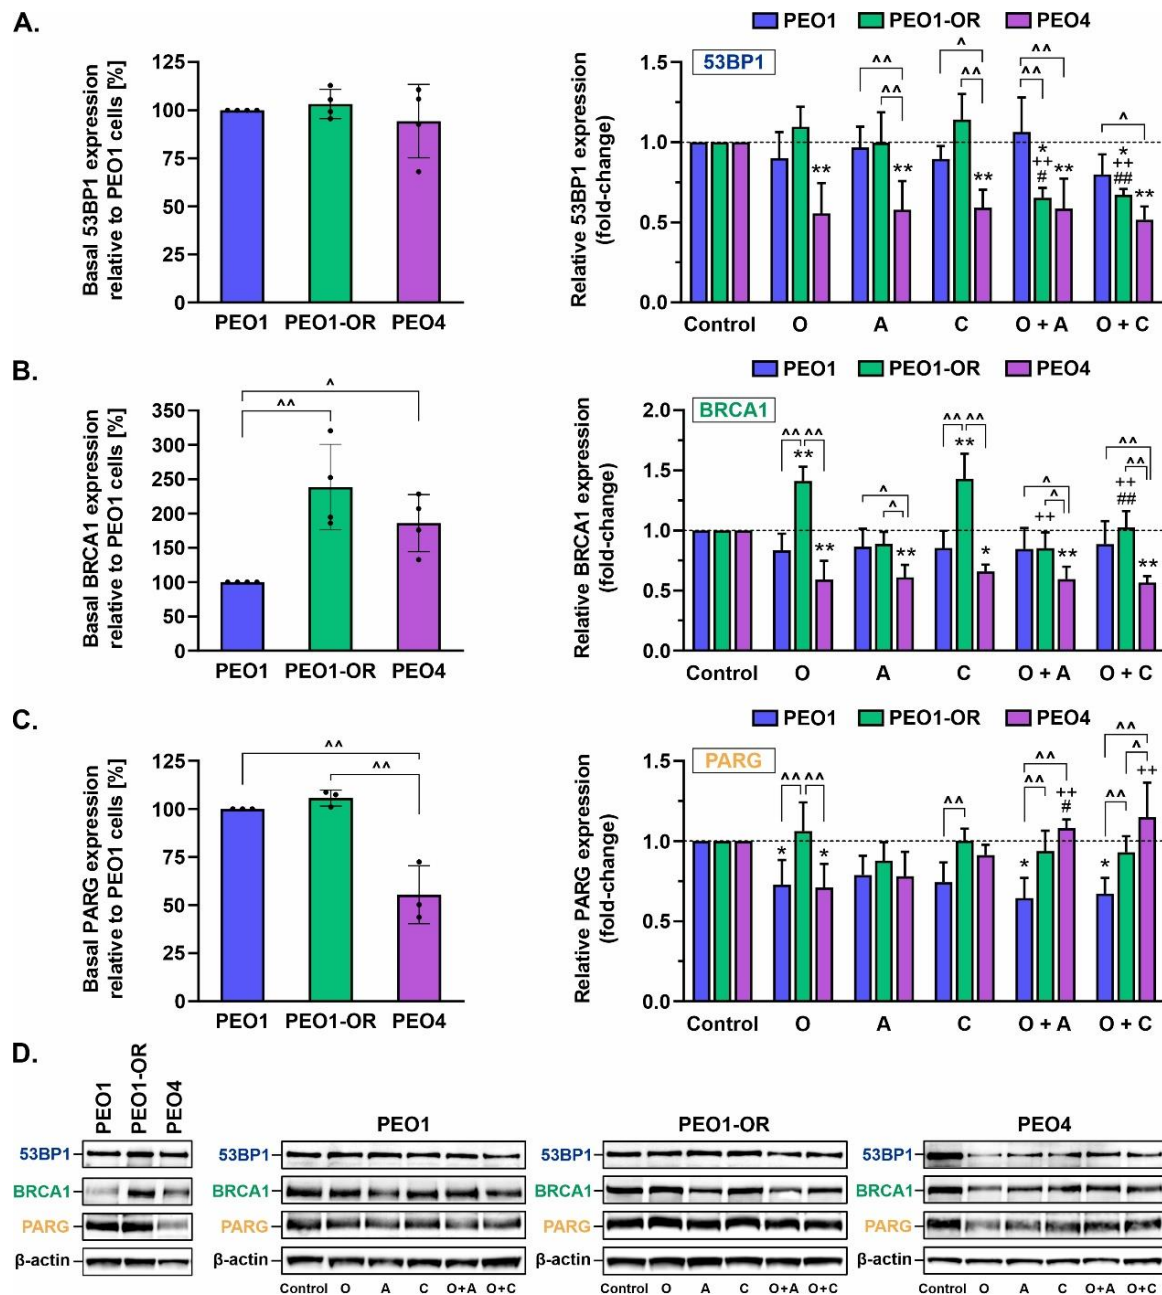 A.
Basal 53BP1 expression
relative to PEO1 cells [%]
125
100
75
50
25
0
PEO1 PEO1-OR PEO4
PEO1 PEO1-OR PEO4
53BP1
Relative 53BP1 expression
(fold-change)
1.5
1.0
0.5
0.0
^^ ^^ ^ ^^ ^^ ^^ ^
** ** ** * ++ # ** * ++ ## **
Control O A C O + A O + C
B.
Basal BRCA1 expression
relative to PEO1 cells [%]
350
300
250
200
150
100
50
0
^
^^
PEO1 PEO1-OR PEO4
PEO1 PEO1-OR PEO4
BRCA1
Relative BRCA1 expression
(fold-change)
2.0
1.5
1.0
0.5
0.0
^^ ^^ ^ ^ ^^ ^^ ^ ^ ^^ ^^
** ** ** ** * ++ ** ++ ## **
Control O A C O + A O + C
C.
Basal PARG expression
relative to PEO1 cells [%]
125
100
75
50
25
0
^^
^^
PEO1 PEO1-OR PEO4
PEO1 PEO1-OR PEO4
PARG
Relative PARG expression
(fold-change)
1.5
1.0
0.5
0.0
^^ ^^ ^^ ^^ ^^ ^^ ^ ^^
* * * ++ # * ++
Control O A C O + A O + C
D.
PEO1
PEO1-OR
PEO4
53BP1
BRCA1
PARG
β-actin
PEO1
53BP1
BRCA1
PARG
β-actin
Control O A C O+A O+C
PEO1-OR
53BP1
BRCA1
PARG
β-actin
Control O A C O+A O+C
PEO4
53BP1
BRCA1
PARG
β-actin
Control O A C O+A O+C